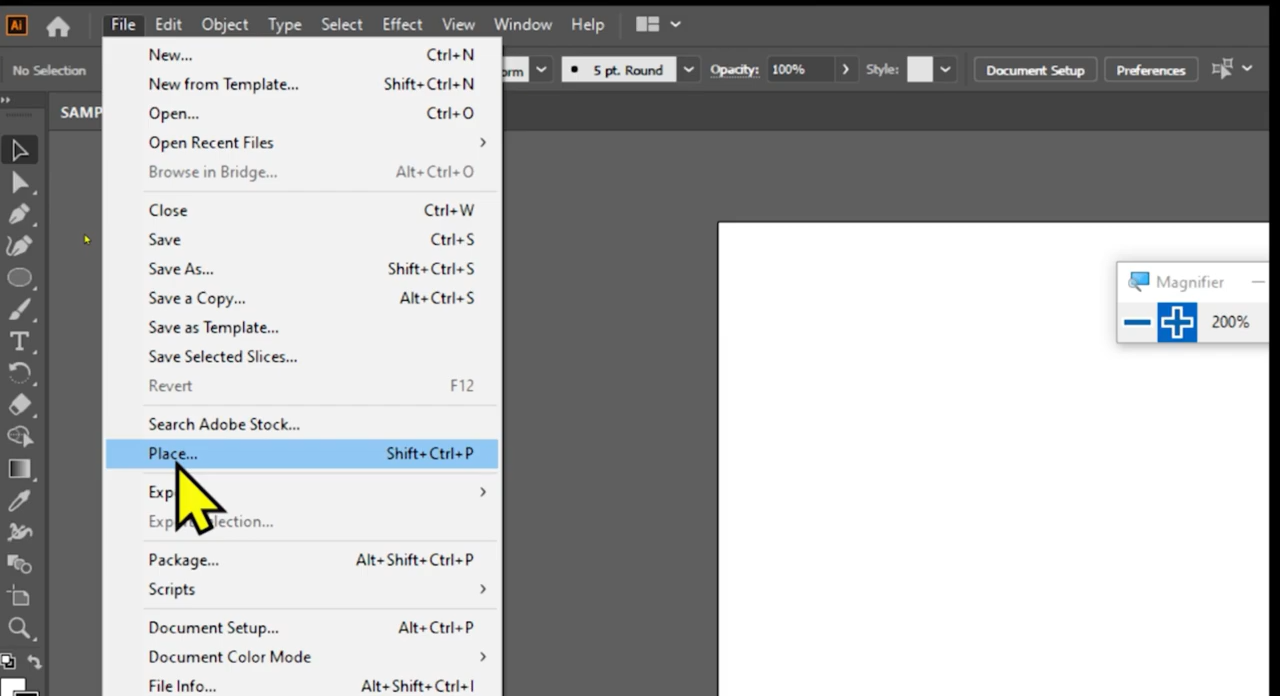 Ai File Edit Object Type Select Effect View Window Help
No Selection 5 pt. Round Opacity: 100% Style: Document Setup Preferences
New... Ctrl+N
New from Template... Shift+Ctrl+N
Open... Ctrl+O
Open Recent Files
Browse in Bridge... Alt+Ctrl+O
Close Ctrl+W
Save Ctrl+S
Save As... Shift+Ctrl+S
Save a Copy... Alt+Ctrl+S
Save as Template...
Save Selected Slices...
Revert F12
Search Adobe Stock...
Place... Shift+Ctrl+P
Package... Alt+Shift+Ctrl+P
Scripts
Document Setup... Alt+Ctrl+P
Document Color Mode
File Info... Alt+Shift+Ctrl+I
SAMP
T
Magnifier
200%